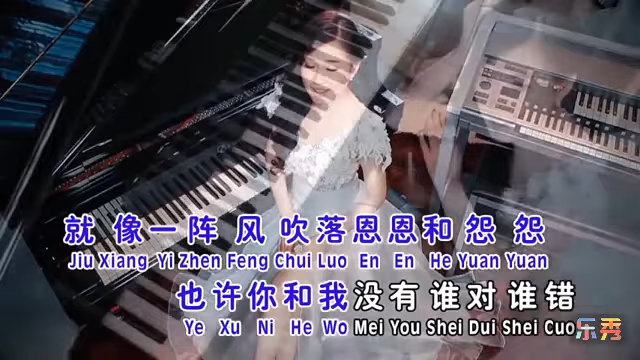 就像一阵风吹落恩恩和怨怨
Jiu Xiang Yi Zhen Feng Chui Luo En En He Yuan Yuan
也许你和我没有谁对谁错
Ye Xu Ni He Wo Mei You Shei Dui Shei Cuo
乐秀